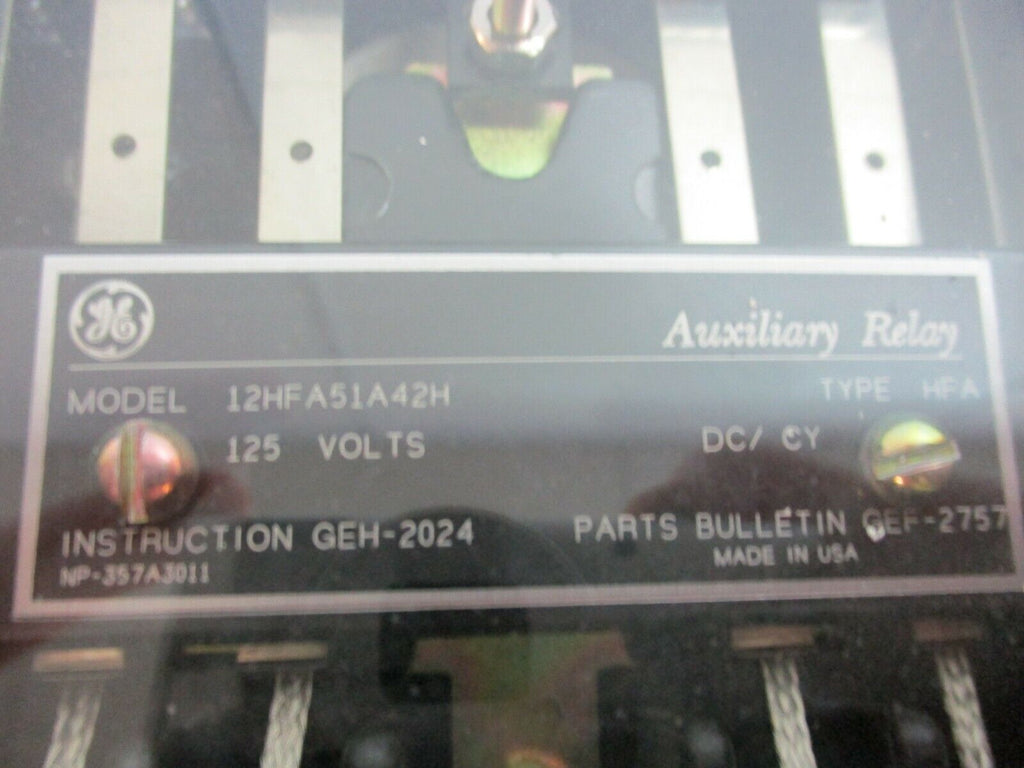 GE
Auxiliary Relay
MODEL 12HFA51A42H TYPE HFA
125 VOLTS DC/ CY
INSTRUCTION GEH-2024 PARTS BULLETIN GEF-2757
NP-357A3011 MADE IN USA